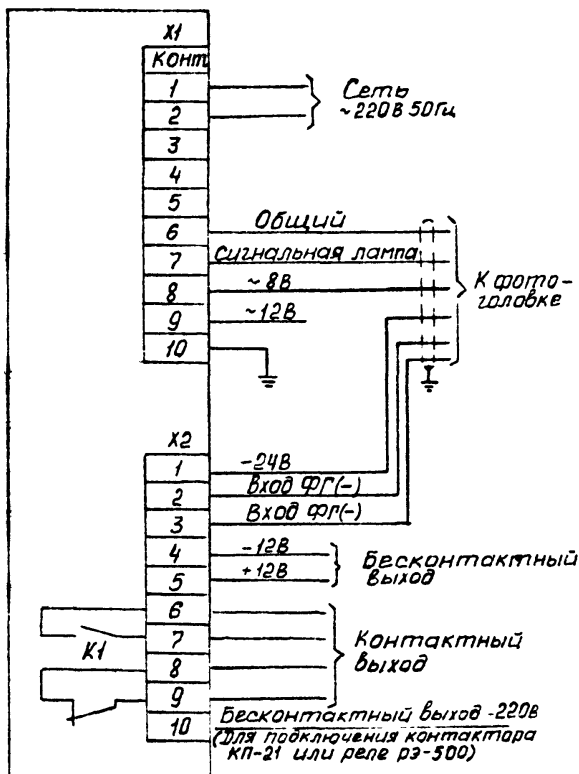 X1
Конт
1
2
3
4
5
6
7
8
9
10
Сеть
~220В 50Гц
Общий
Сигнальная лампа
~8В
~12В
К фото-
головке
X2
1
2
3
4
5
6
7
8
9
10
-24В
Вход ФГ(-)
Вход ФГ(-)
-12В
+12В
Бесконтактный
выход
К1
Контактный
выход
Бесконтактный выход -220В
(Для подключения контактора
КП-21 или реле РЭ-500)